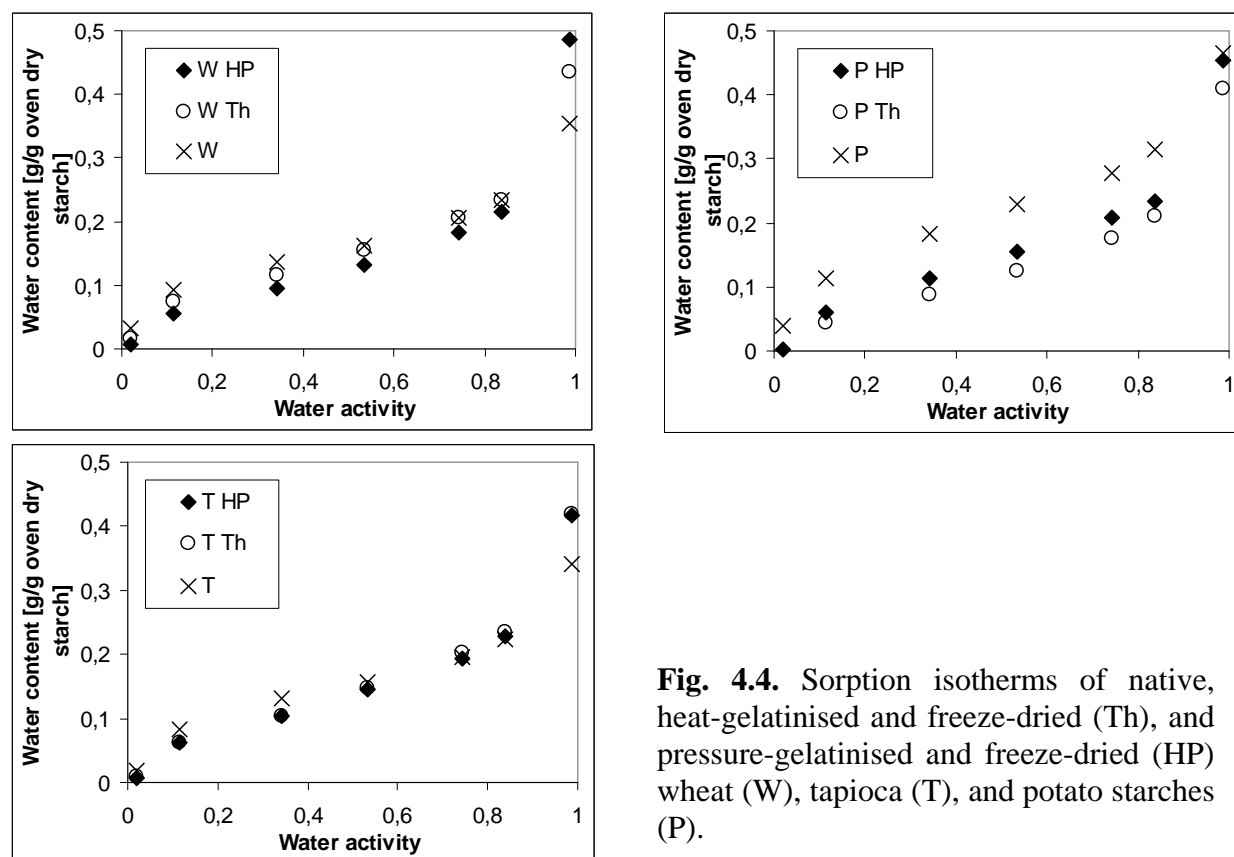 Water content [g/g oven dry
starch]
0,5
0,4
0,3
0,2
0,1
0
W HP
W Th
W
0 0,2 0,4 0,6 0,8 1
Water activity
Water content [g/g oven dry
starch]
0,5
0,4
0,3
0,2
0,1
0
P HP
P Th
P
0 0,2 0,4 0,6 0,8 1
Water activity
Water content [g/g oven dry
starch]
0,5
0,4
0,3
0,2
0,1
0
T HP
T Th
T
0 0,2 0,4 0,6 0,8 1
Water activity
Fig. 4.4. Sorption isotherms of native,
heat-gelatinised and freeze-dried (Th), and
pressure-gelatinised and freeze-dried (HP)
wheat (W), tapioca (T), and potato starches
(P).